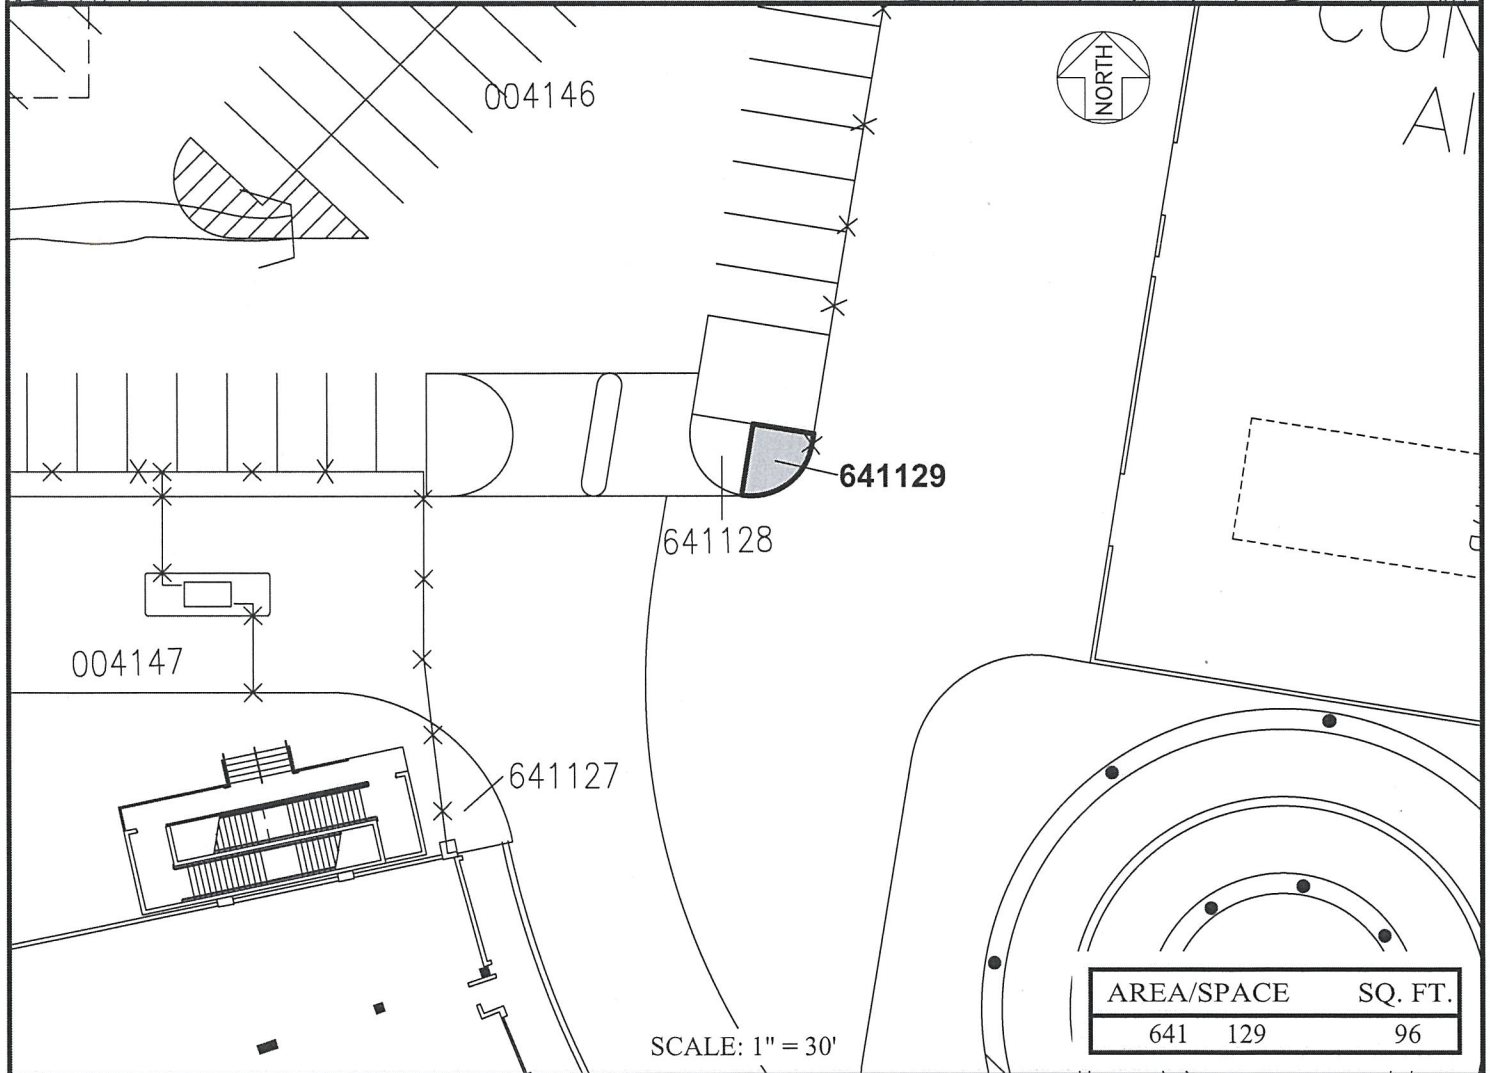 004146
NORTH
641129
641128
004147
641127
SCALE: 1" = 30'
AREA/SPACE SQ. FT.
641 129 96